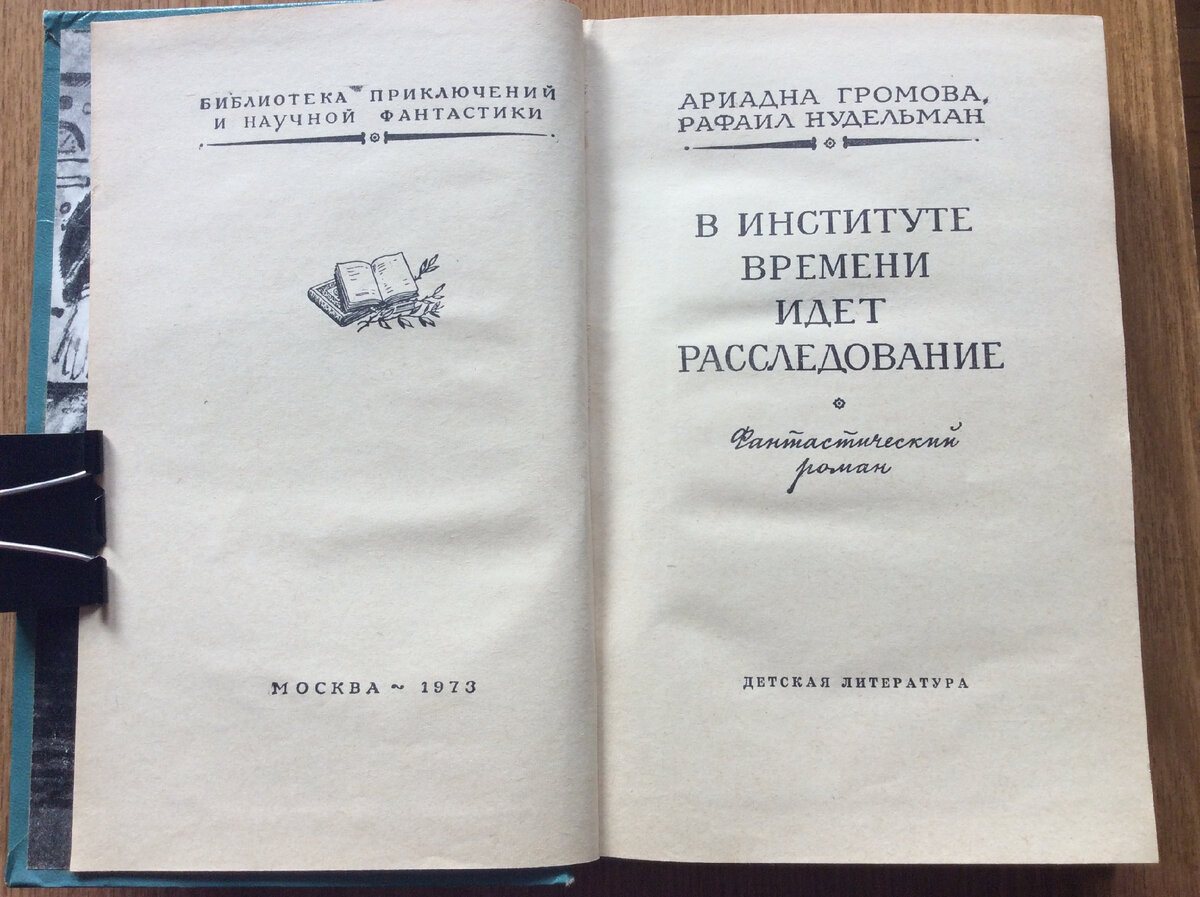 БИБЛИОТЕКА ПРИКЛЮЧЕНИЙ
И НАУЧНОЙ ФАНТАСТИКИ
МОСКВА ~ 1973
АРИАДНА ГРОМОВА,
РАФАИЛ НУДЕЛЬМАН
В ИНСТИТУТЕ
ВРЕМЕНИ
ИДЕТ
РАССЛЕДОВАНИЕ
Фантастический
роман
ДЕТСКАЯ ЛИТЕРАТУРА